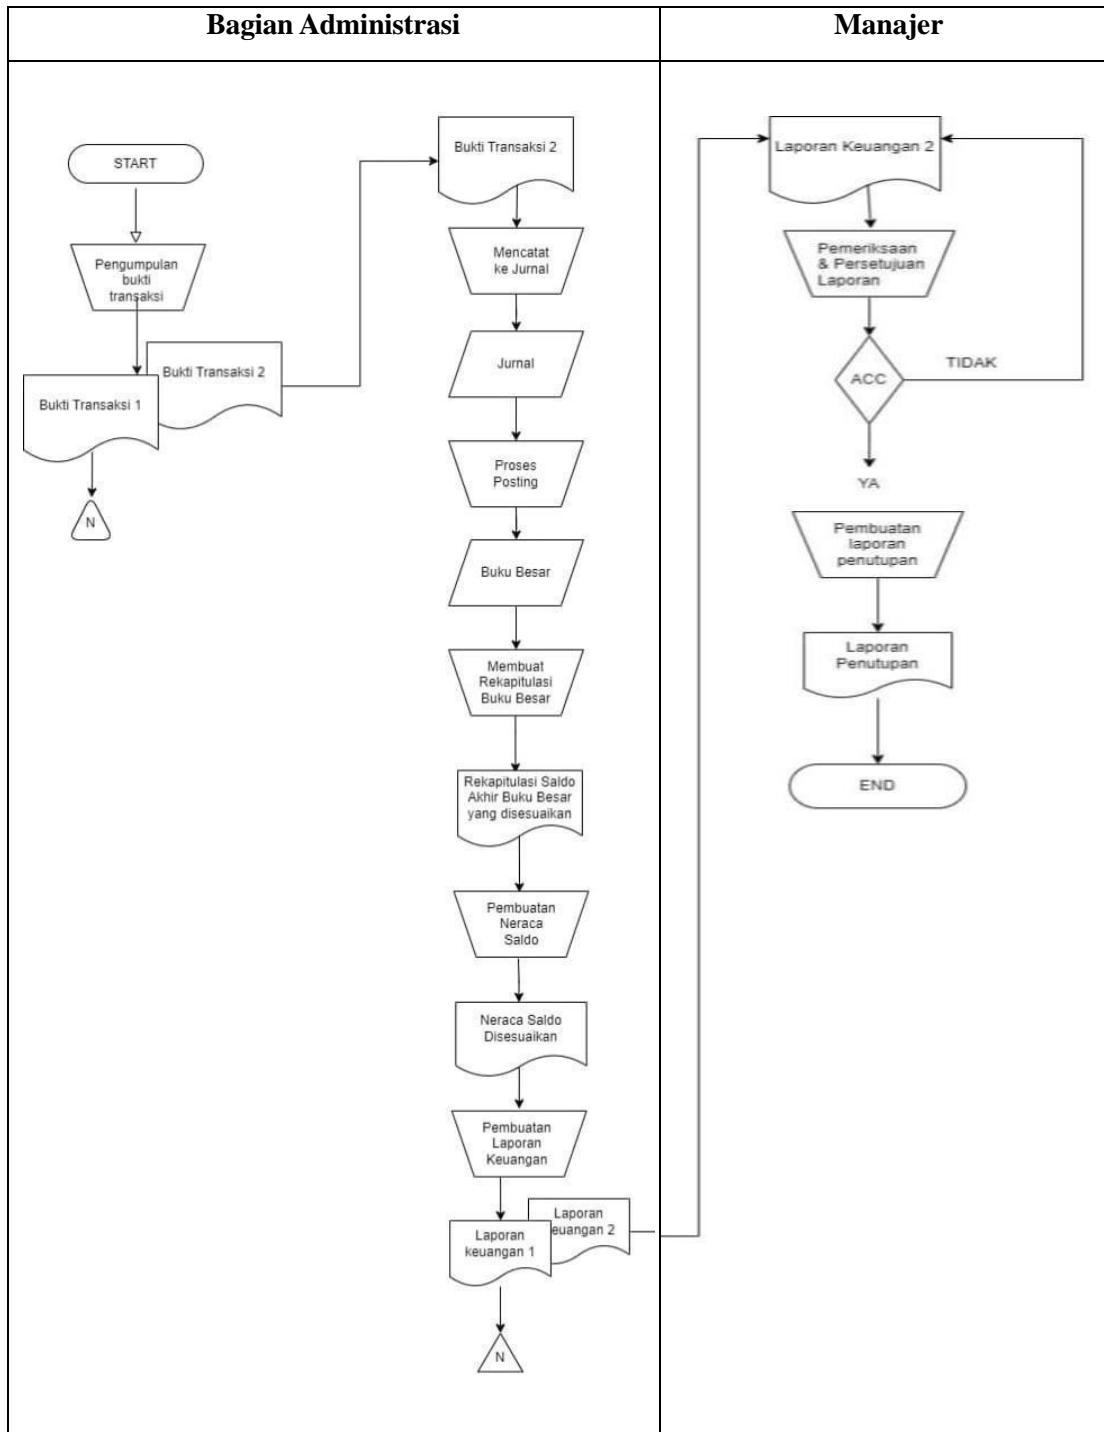 Bagian Administrasi
Manajer
START
Pengumpulan
bukti
transaksi
Bukti Transaksi 2
Bukti Transaksi 1
N
Bukti Transaksi 2
Mencatat
ke Jurnal
Jurnal
Proses
Posting
Buku Besar
Membuat
Rekapitulasi
Buku Besar
Rekapitulasi Saldo
Akhir Buku Besar
yang disesuaikan
Pembuatan
Neraca
Saldo
Neraca Saldo
Disesuaikan
Pembuatan
Laporan
Keuangan
Laporan
euangan 2
Laporan
keuangan 1
N
Laporan Keuangan 2
Pemeriksaan
& Persetujuan
Laporan
ACC
TIDAK
YA
Pembuatan
laporan
penutupan
Laporan
Penutupan
END